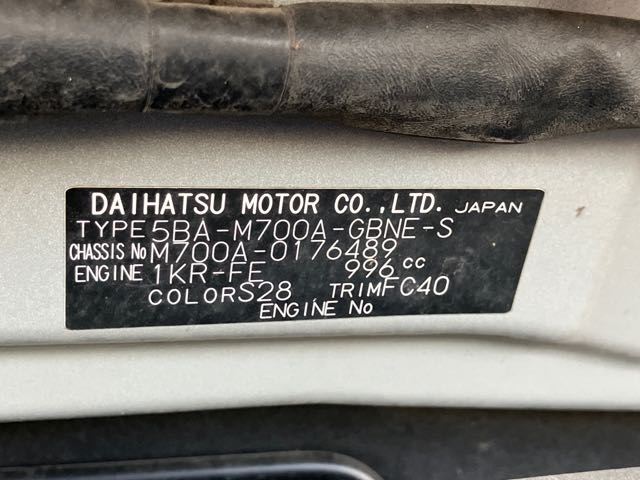 DAIHATSU MOTOR CO.,LTD. JAPAN
TYPE 5BA-M700A-GBNE-S
CHASSIS No M700A-0176489
ENGINE 1KR-FE 996 cc
COLOR S28 TRIM FC40
ENGINE No